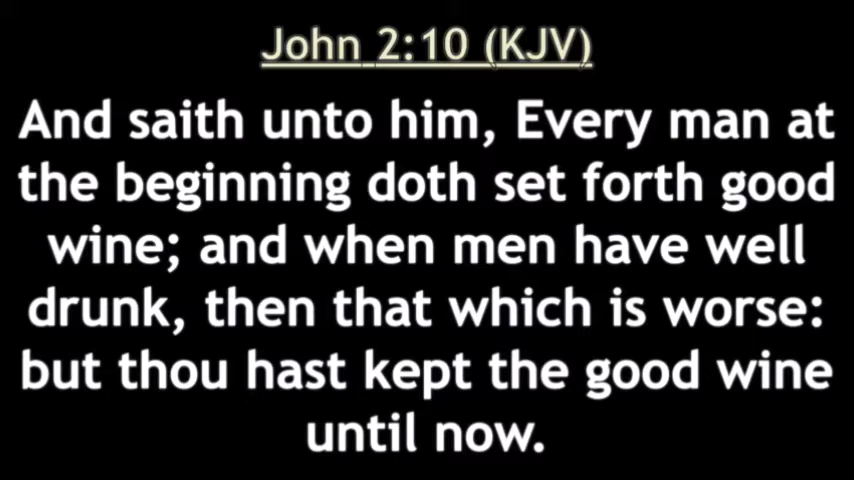 John 2:10 (KJV)
And saith unto him, Every man at
the beginning doth set forth good
wine; and when men have well
drunk, then that which is worse:
but thou hast kept the good wine
until now.